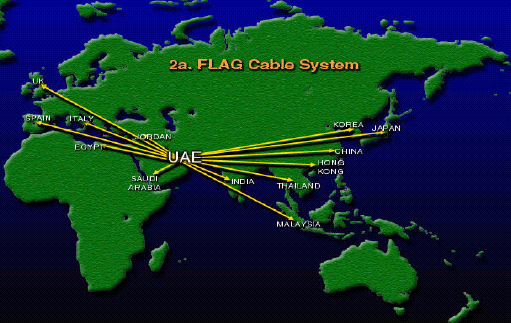 2a. FLAG Cable System
UK
SPAIN
ITALY
JORDAN
EGYPT
UAE
SAUDI
ARABIA
KOREA
JAPAN
CHINA
HONG
KONG
INDIA
THAILAND
MALAYSIA